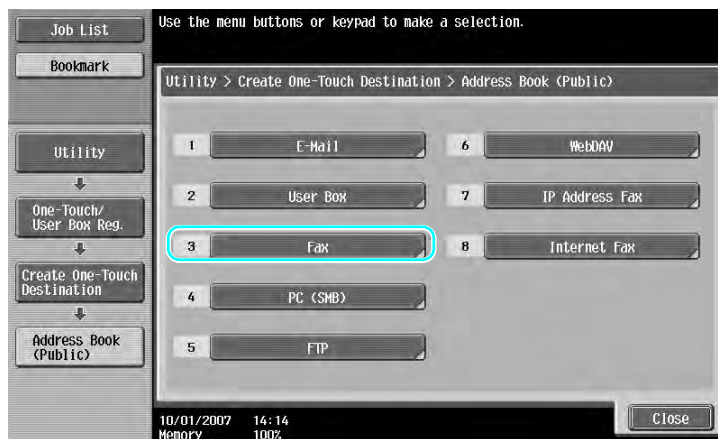 Use the menu buttons or keypad to make a selection.
Job List
Bookmark
Utility > Create One-Touch Destination > Address Book (Public)
Utility
One-Touch/
User Box Reg.
Create One-Touch
Destination
Address Book
(Public)
1 E-Mail
2 User Box
3 Fax
4 PC (SMB)
5 FTP
6 WebDAV
7 IP Address Fax
8 Internet Fax
10/01/2007 14:14
Memory 100%
Close